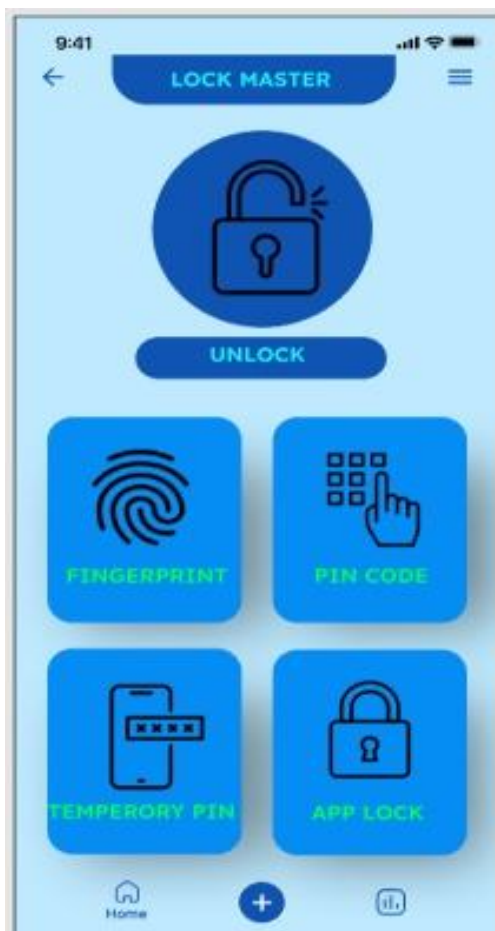 9:41
LOCK MASTER
UNLOCK
FINGERPRINT
PIN CODE
TEMPERORY PIN
APP LOCK
Home